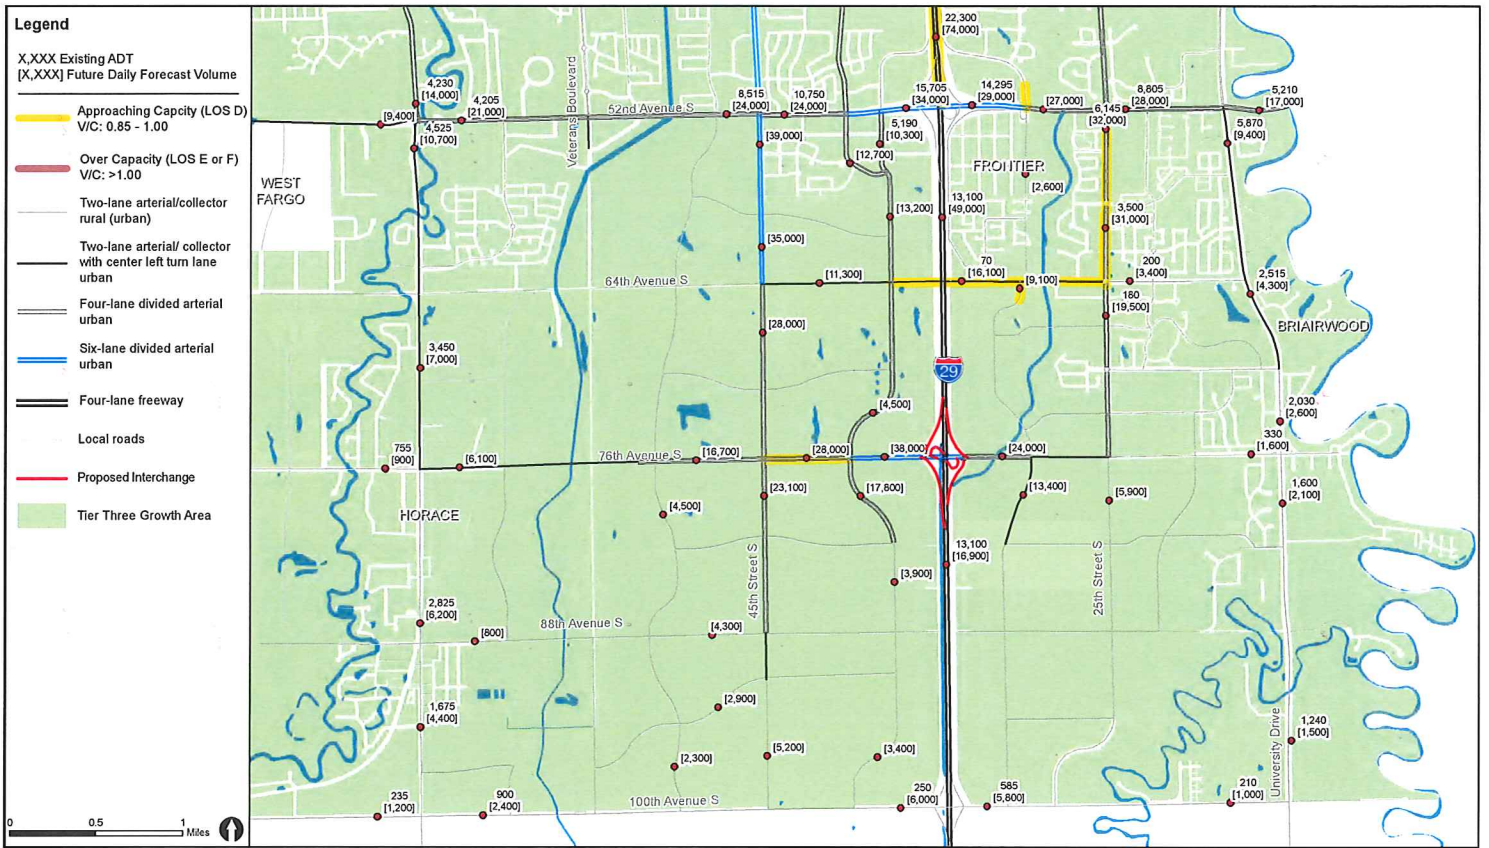 Legend
X,XXX Existing ADT
[X,XXX] Future Daily Forecast Volume
Approaching Capcity (LOS D)
V/C: 0.85 - 1.00
Over Capacity (LOS E or F)
V/C: >1.00
Two-lane arterial/collector
rural (urban)
Two-lane arterial/ collector
with center left turn lane
urban
Four-lane divided arterial
urban
Six-lane divided arterial
urban
Four-lane freeway
Local roads
Proposed Interchange
Tier Three Growth Area
0
0.5
1
Miles
22,300
[74,000]
4,230
[14,000]
[9,400]
4,525
[10,700]
4,205
[21,000]
Veterans Boulevard
52nd Avenue S
8,515
[24,000]
10,750
[24,000]
15,705
[34,000]
14,295
[29,000]
[27,000]
6,145
[32,000]
8,805
[28,000]
5,210
[17,000]
5,870
[9,400]
[39,000]
5,190
[10,300]
[12,700]
FRONTIER
[2,600]
WEST
FARGO
[13,200]
13,100
[49,000]
3,500
[31,000]
[35,000]
64th Avenue S
[11,300]
70
[16,100]
[9,100]
200
[3,400]
180
[19,500]
2,515
[4,300]
BRIARWOOD
[28,000]
3,450
[7,000]
29
[4,500]
2,030
[2,600]
330
[1,600]
755
[900]
[6,100]
76th Avenue S
[16,700]
[28,000]
[38,000]
[24,000]
[23,100]
[17,800]
[13,400]
[5,900]
1,600
[2,100]
HORACE
[4,500]
13,100
[16,900]
45th Street S
25th Street S
[3,900]
2,825
[6,200]
[800]
88th Avenue S
[4,300]
1,675
[4,400]
[2,900]
[2,300]
[5,200]
[3,400]
University Drive
1,240
[1,500]
235
[1,200]
900
[2,400]
100th Avenue S
250
[6,000]
585
[5,800]
210
[1,000]